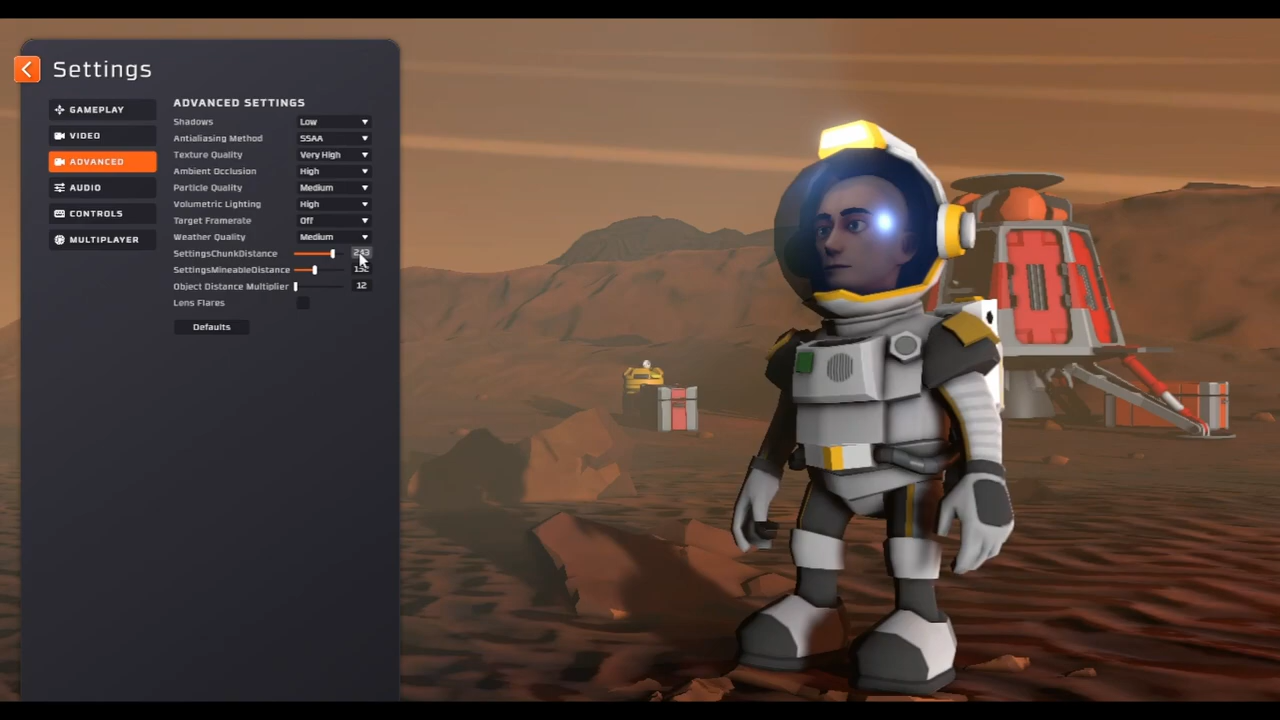 Settings
GAMEPLAY
VIDEO
ADVANCED
AUDIO
CONTROLS
MULTIPLAYER
ADVANCED SETTINGS
Shadows Low
Antialiasing Method SSAA
Texture Quality Very High
Ambient Occlusion High
Particle Quality Medium
Volumetric Lighting High
Target Framerate Off
Weather Quality Medium
SettingsChunkDistance
SettingsMineableDistance
Object Distance Multiplier 12
Lens Flares
Defaults